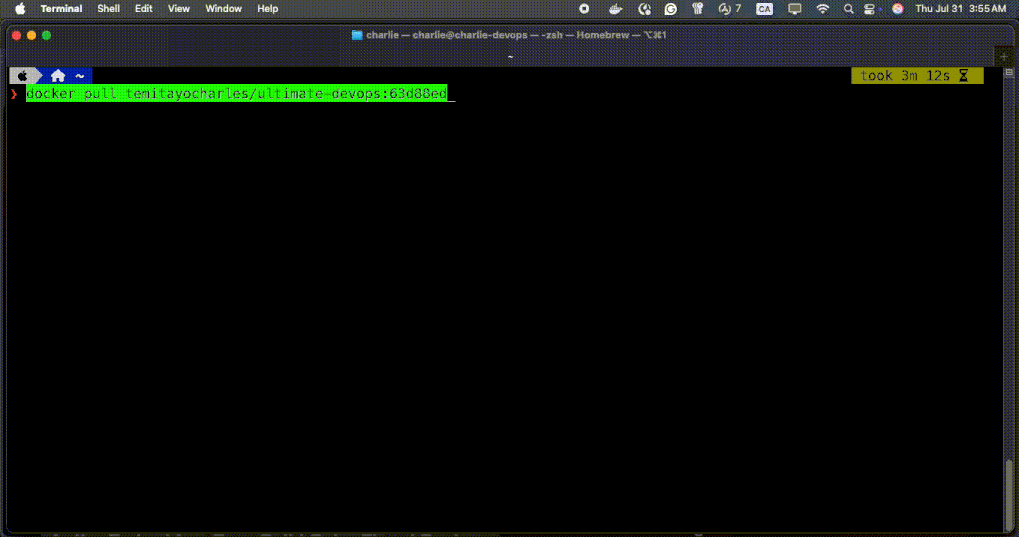 Terminal Shell Edit View Window Help 7 CA Thu Jul 31 3:55 AM
charlie — charlie@charlie-devops — -zsh — Homebrew — ⌥⌘1
~
~ took 3m 12s
❯ docker pull temitayocharles/ultimate-devops:63d88ed_